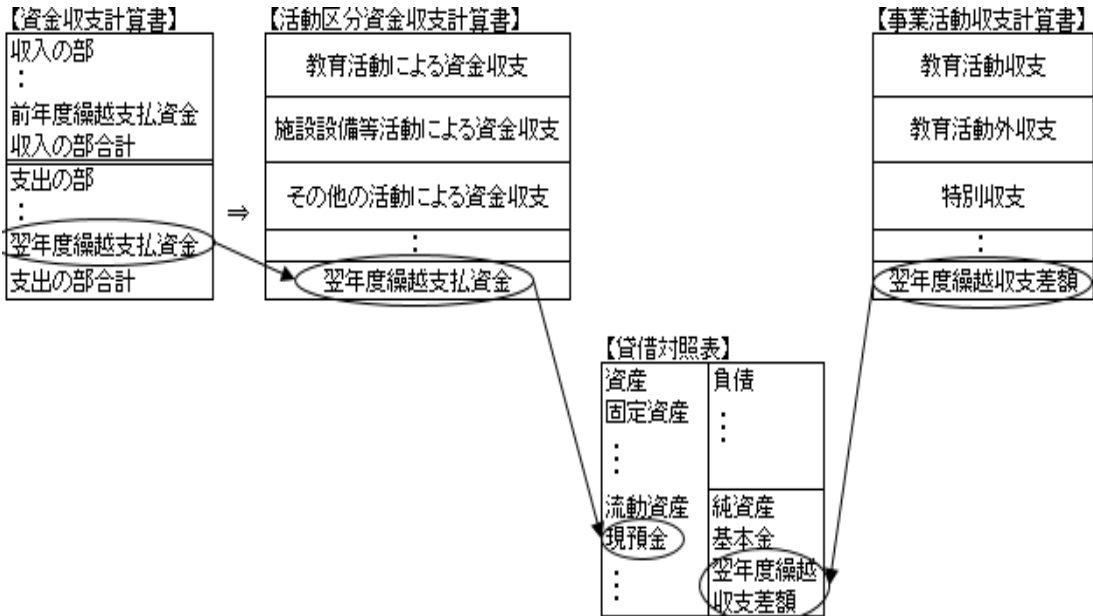 【資金収支計算書】
収入の部
：
前年度繰越支払資金
収入の部合計
支出の部
：
翌年度繰越支払資金
支出の部合計
⇒
【活動区分資金収支計算書】
教育活動による資金収支
施設設備等活動による資金収支
その他の活動による資金収支
：
翌年度繰越支払資金
【事業活動収支計算書】
教育活動収支
教育活動外収支
特別収支
：
翌年度繰越収支差額
【貸借対照表】
資産
固定資産
：
流動資産
現預金
：
負債
：
純資産
基本金
翌年度繰越
収支差額